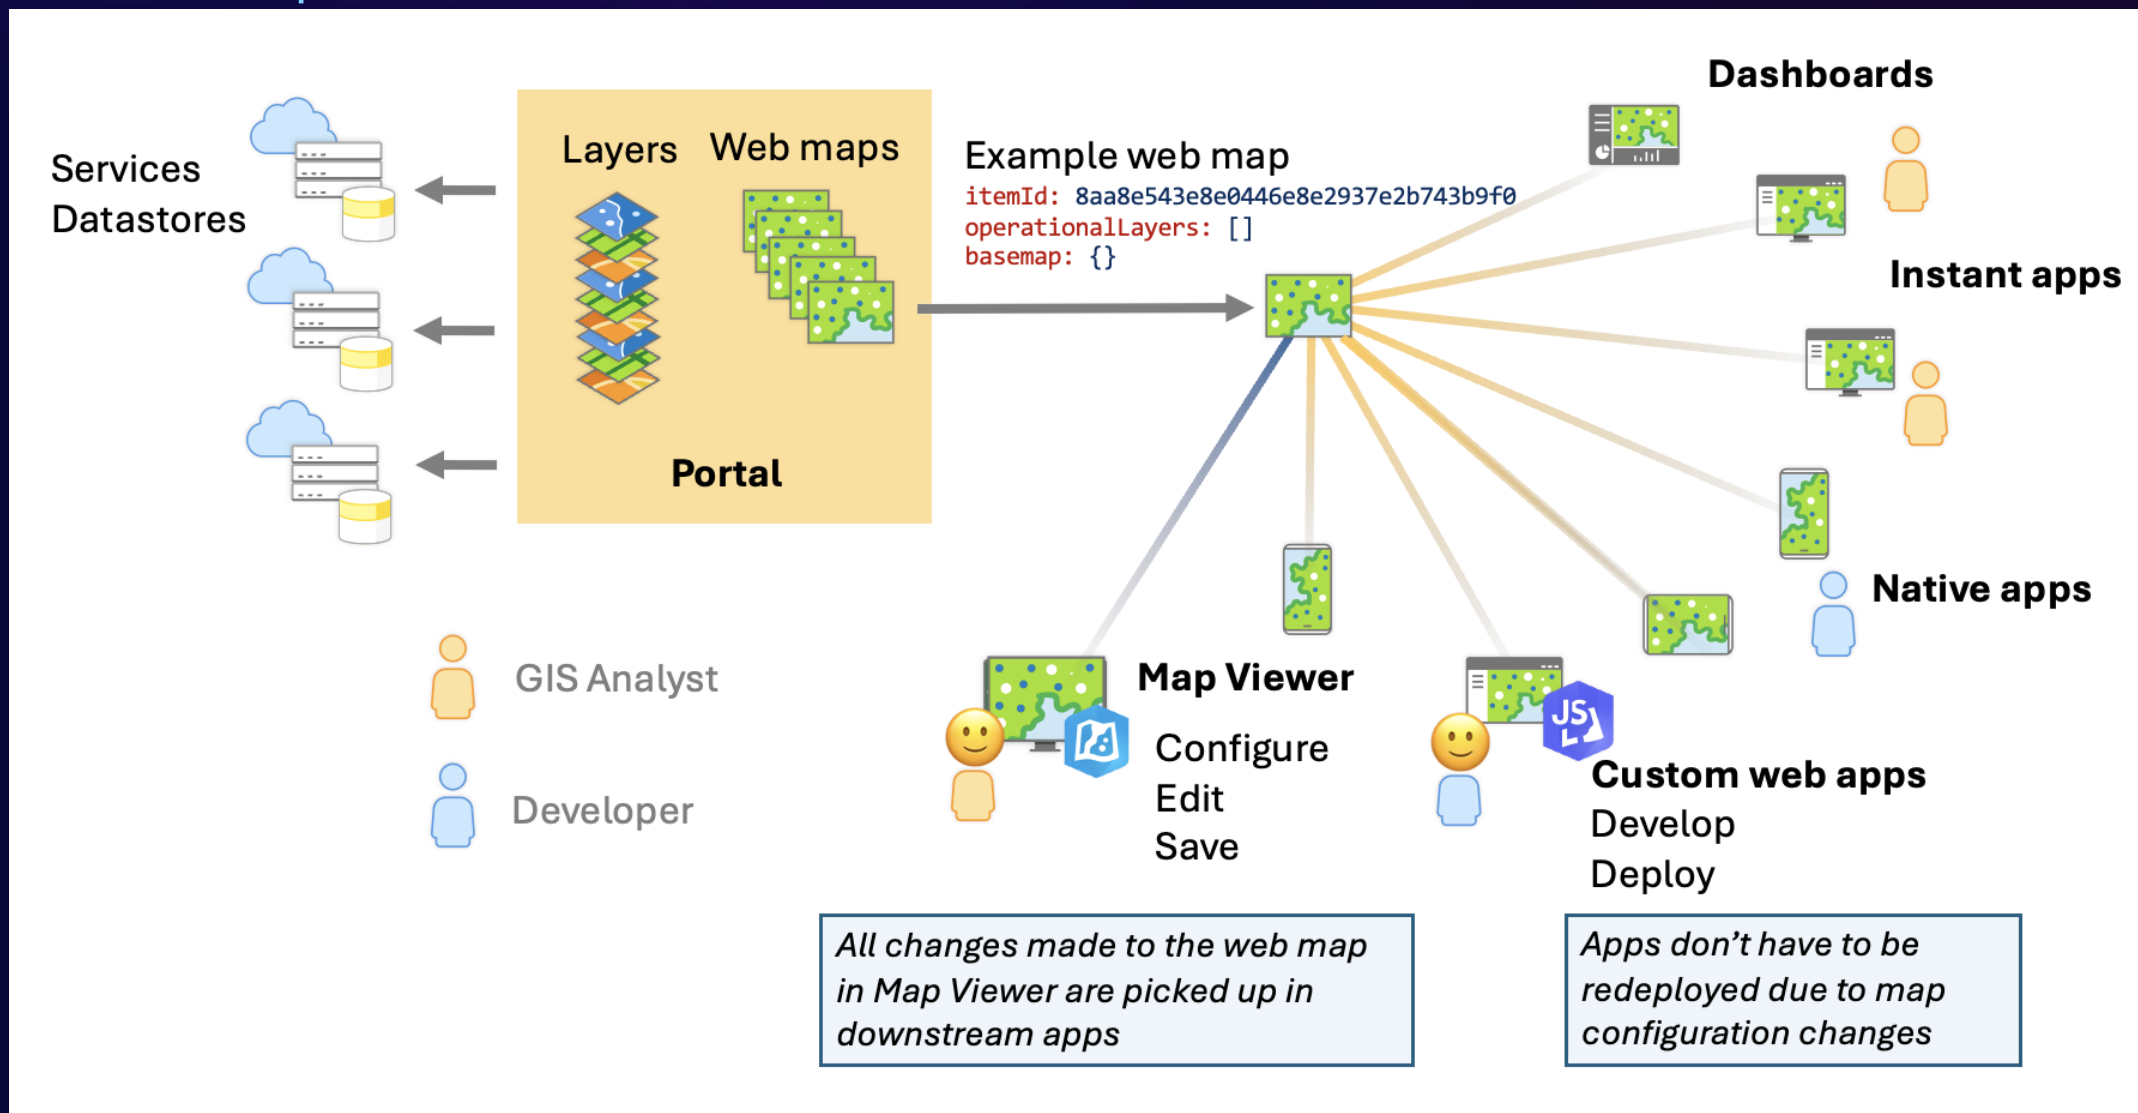 Services
Datastores
Layers
Web maps
Portal
Example web map
itemId: 8aa8e543e8e0446e8e2937e2b743b9f0
operationalLayers: []
basemap: {}
Dashboards
Instant apps
Native apps
GIS Analyst
Developer
Map Viewer
Configure
Edit
Save
JS
Custom web apps
Develop
Deploy
All changes made to the web map
in Map Viewer are picked up in
downstream apps
Apps don't have to be
redeployed due to map
configuration changes